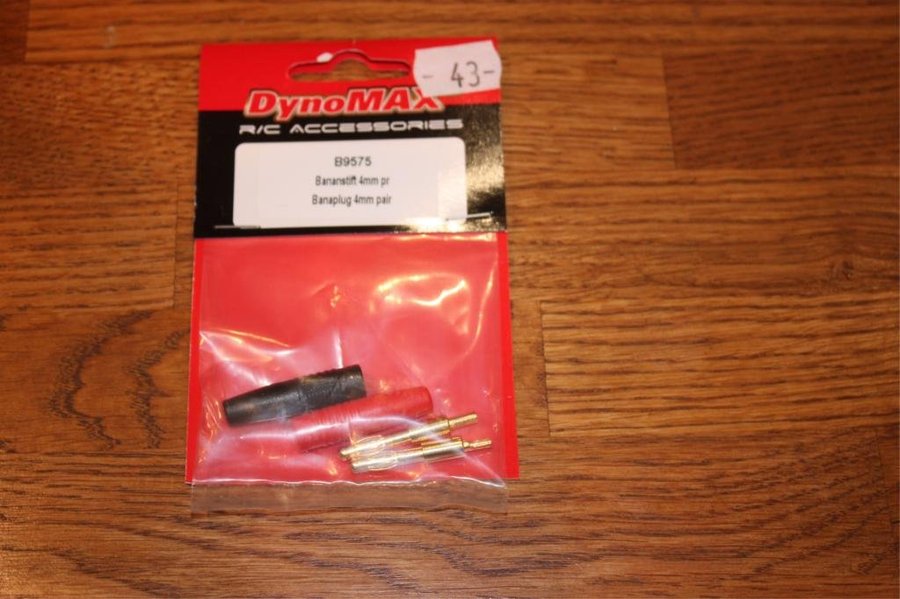 - 43-
DynoMAX
R/C ACCESSORIES
B9575
Bananstift 4mm pr
Banaplug 4mm pair